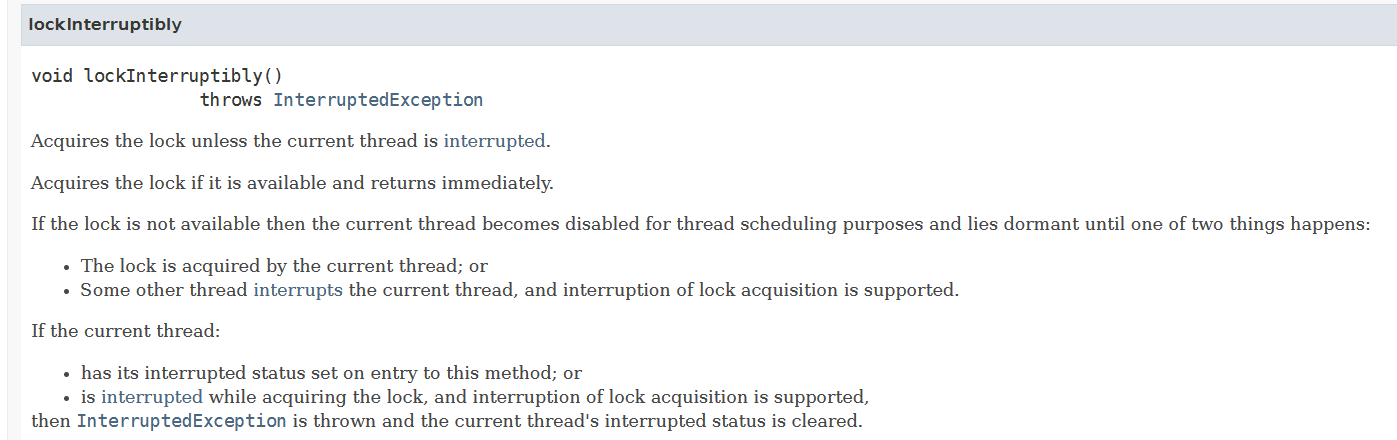 lockInterruptibly
void lockInterruptibly()
throws InterruptedException
Acquires the lock unless the current thread is interrupted.
Acquires the lock if it is available and returns immediately.
If the lock is not available then the current thread becomes disabled for thread scheduling purposes and lies dormant until one of two things happens:
• The lock is acquired by the current thread; or
• Some other thread interrupts the current thread, and interruption of lock acquisition is supported.
If the current thread:
• has its interrupted status set on entry to this method; or
• is interrupted while acquiring the lock, and interruption of lock acquisition is supported,
then InterruptedException is thrown and the current thread's interrupted status is cleared.